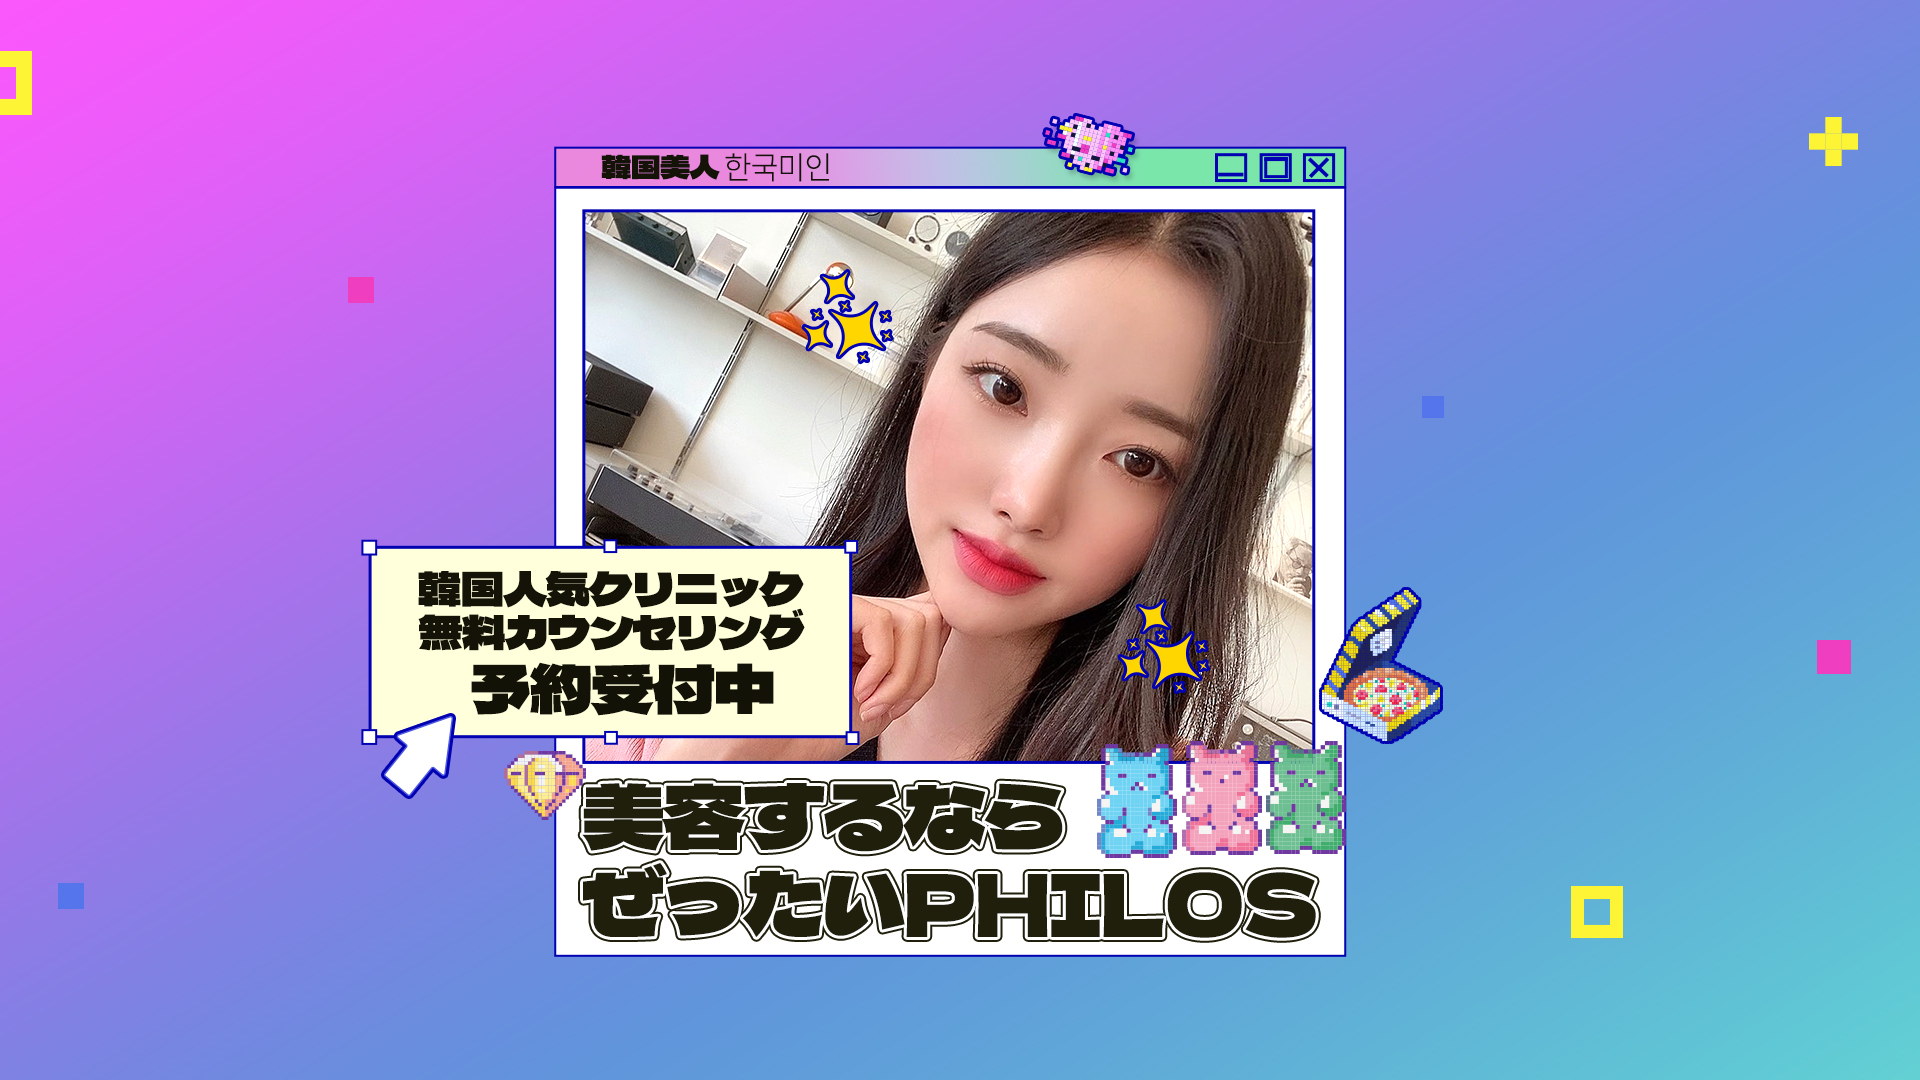 韓国美人 한국미인
韓国人気クリニック
無料カウンセリング
予約受付中
美容するなら
ぜったいPHILOS